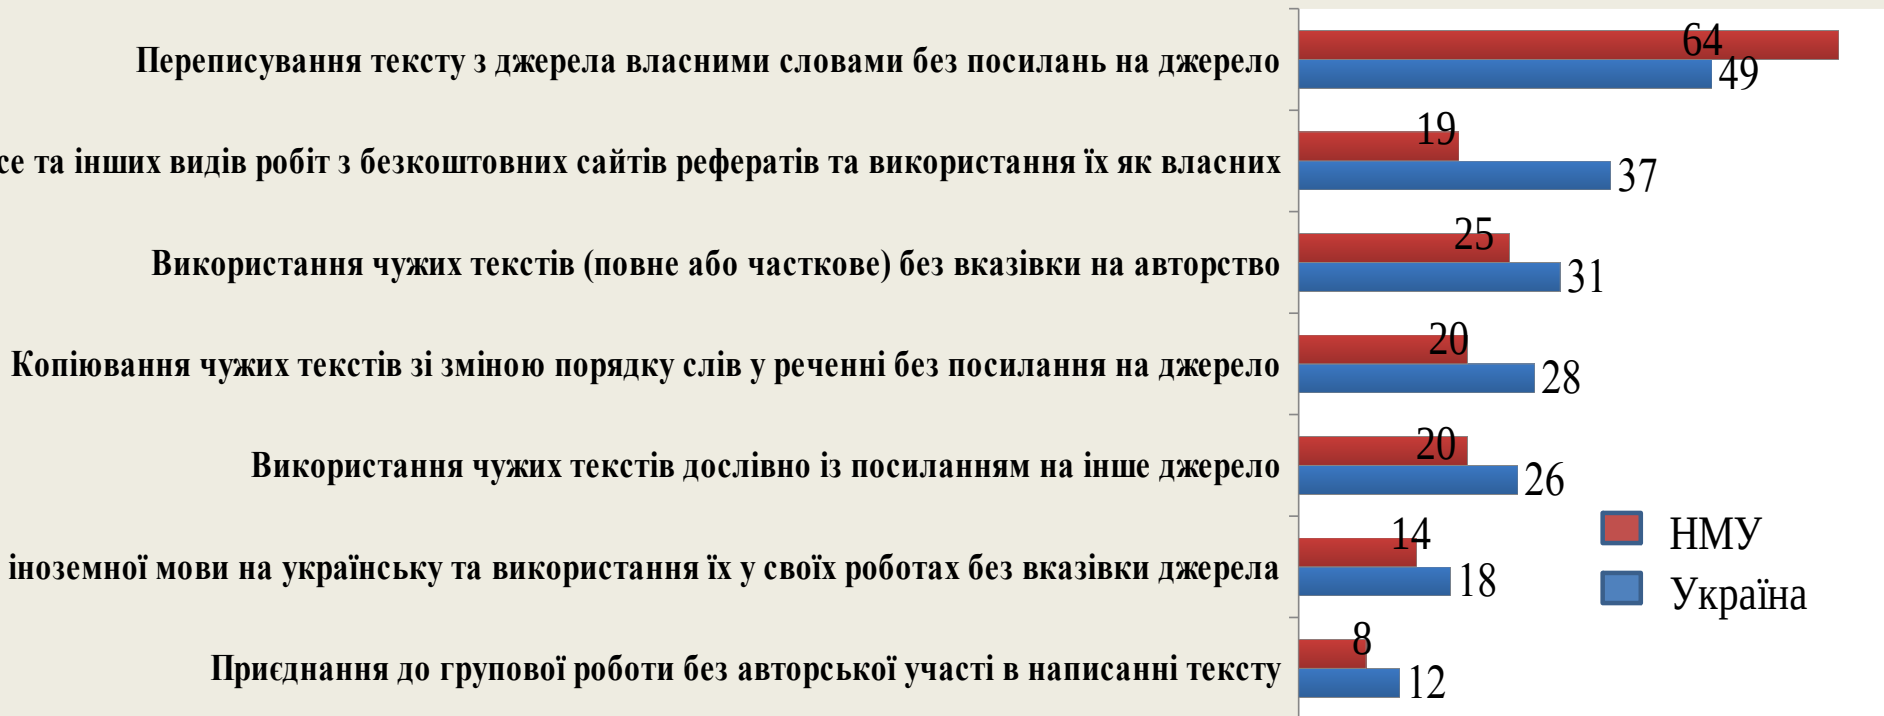 Переписування тексту з джерела власними словами без посилань на джерело
64
49
та інших видів робіт з безкоштовних сайтів рефератів та використання їх як власних
19
37
Використання чужих текстів (повне або часткове) без вказівки на авторство
25
31
Копіювання чужих текстів зі зміною порядку слів у реченні без посилання на джерело
20
28
Використання чужих текстів дослівно із посиланням на інше джерело
20
26
іноземної мови на українську та використання їх у своїх роботах без вказівки джерела
14
18
Приєднання до групової роботи без авторської участі в написанні тексту
8
12
НМУ
Україна